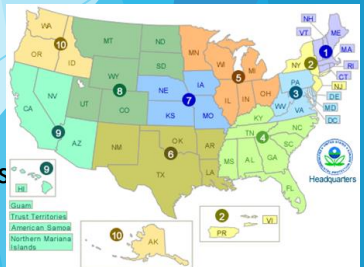 NH
VT
ME
WA
MT
ND
MN
10
1
OR
ID
WI
NY
2
MA
SD
MI
RI
WY
8
5
CT
PA
NJ
IA
3
NE
OH
DE
NV
7
IL
IN
WV
MD
UT
VA
CO
DC
CA
KS
MO
KY
9
NC
TN
4
AZ
OK
SC
NM
6
AR
MS
AL
GA
Headquarters
TX
LA
9
S
HI
FL
Guam
2
Trust Territories
10
VI
American Samoa
AK
PR
Northern Mariana
Islands